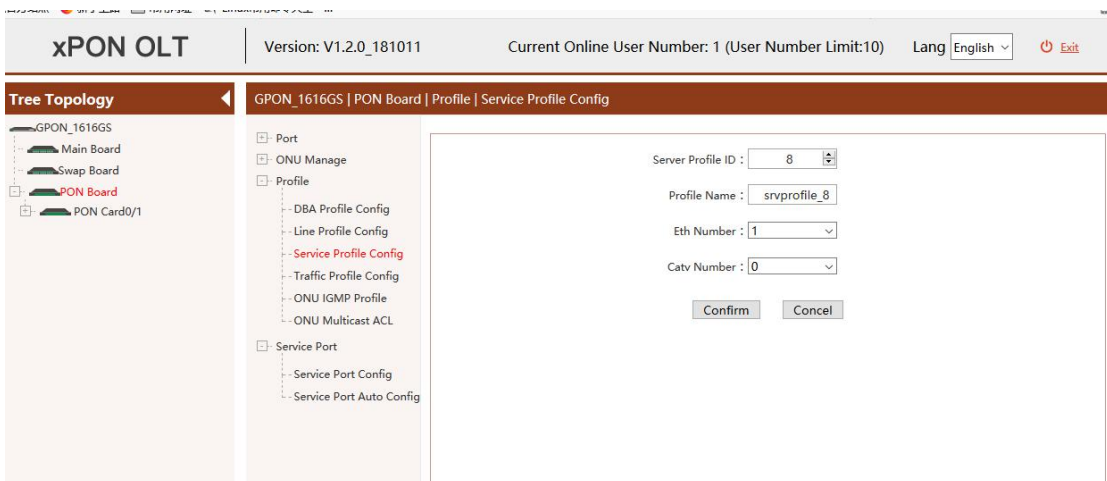 xPON OLT
Version: V1.2.0_181011
Current Online User Number: 1 (User Number Limit:10)
Lang English
Exit
Tree Topology
GPON_1616GS | PON Board | Profile | Service Profile Config
GPON_1616GS
Main Board
Swap Board
PON Board
PON Card0/1
Port
ONU Manage
Profile
DBA Profile Config
Line Profile Config
Service Profile Config
Traffic Profile Config
ONU IGMP Profile
ONU Multicast ACL
Service Port
Service Port Config
Service Port Auto Config
Server Profile ID : 8
Profile Name : srvprofile_8
Eth Number : 1
Catv Number : 0
Confirm Concel